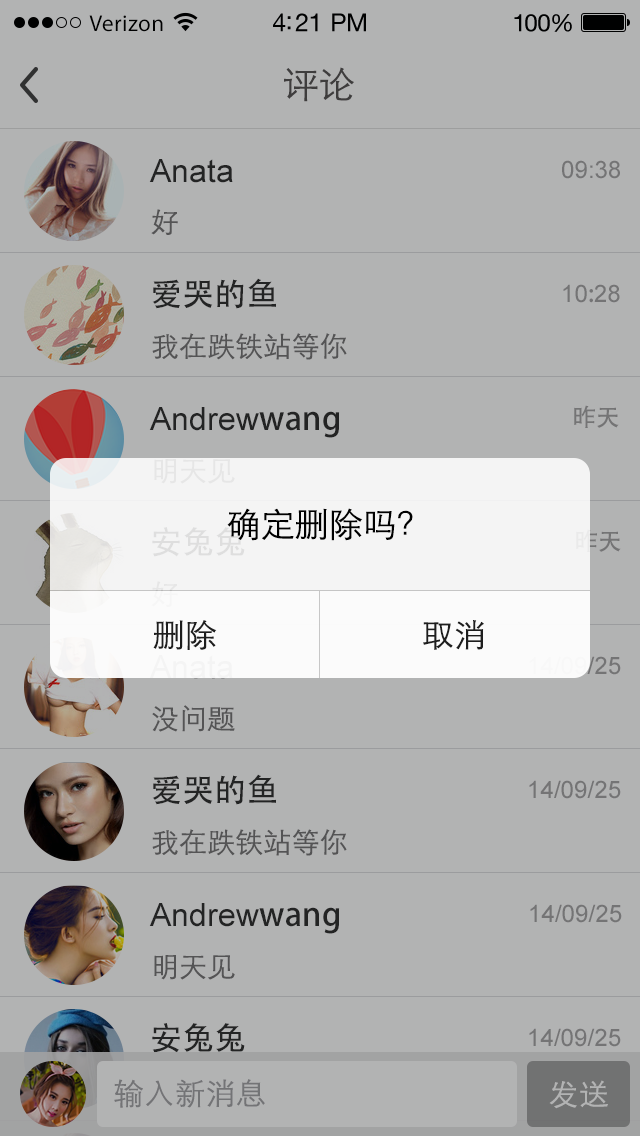 Verizon 4:21 PM 100%
评论
Anata 09:38
好
爱哭的鱼 10:28
我在跌铁站等你
Andrewwang 昨天
明天见
确定删除吗?
安兔兔 昨天
好
删除 取消
Anata 14/09/25
没问题
爱哭的鱼 14/09/25
我在跌铁站等你
Andrewwang 14/09/25
明天见
安兔兔 14/09/25
输入新消息 发送